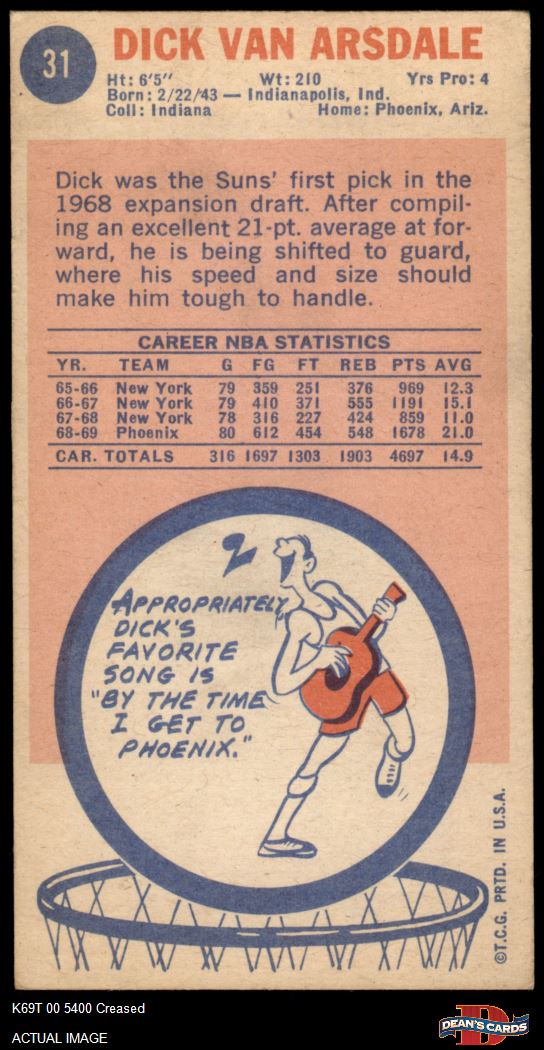 31
DICK VAN ARSDALE
Ht: 6'5" Wt: 210 Yrs Pro: 4
Born: 2/22/43 — Indianapolis, Ind.
Coll: Indiana Home: Phoenix, Ariz.
Dick was the Suns' first pick in the
1968 expansion draft. After compil-
ing an excellent 21-pt. average at for-
ward, he is being shifted to guard,
where his speed and size should
make him tough to handle.
CAREER NBA STATISTICS
YR. TEAM G FG FT REB PTS AVG
65-66 New York 79 359 251 376 969 12.3
66-67 New York 79 410 371 555 1191 15.1
67-68 New York 78 316 227 424 859 11.0
68-69 Phoenix 80 612 454 548 1678 21.0
CAR. TOTALS 316 1697 1303 1903 4697 14.9
APPROPRIATELY,
DICK'S
FAVORITE
SONG IS
"BY THE TIME
I GET TO
PHOENIX."
©T.C.G. PRTD. IN U.S.A.
K69T 00 5400 Creased
ACTUAL IMAGE
D
DEAN'S CARDS